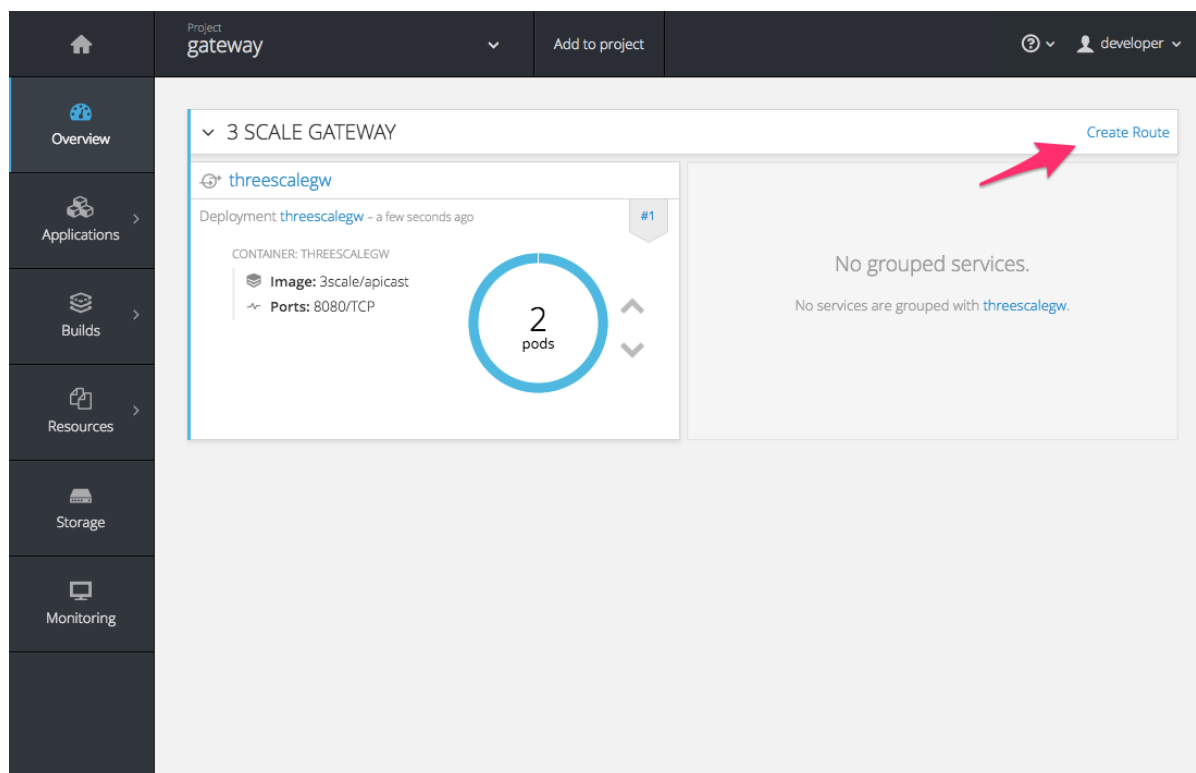 Project
gateway
Add to project
developer
Overview
Applications
Builds
Resources
Storage
Monitoring
3 SCALE GATEWAY
Create Route
threescalegw
Deployment threescalegw – a few seconds ago
#1
CONTAINER: THREESCALEGW
Image: 3scale/apicast
Ports: 8080/TCP
2
pods
No grouped services.
No services are grouped with threescalegw.